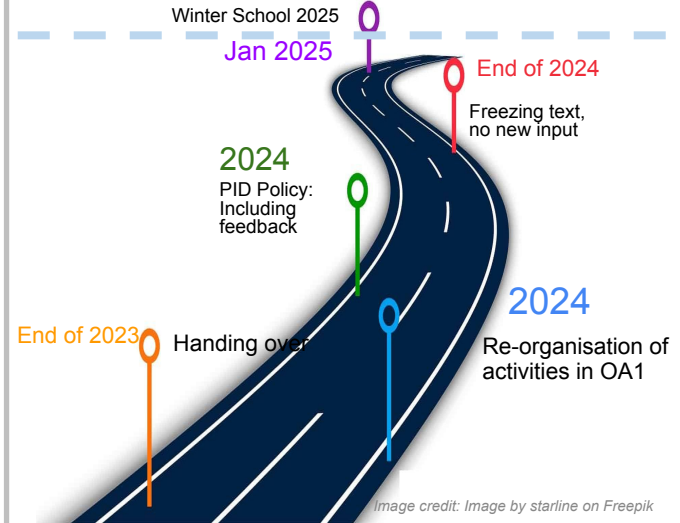 Winter School 2025
Jan 2025
End of 2024
Freezing text,
no new input
2024
PID Policy:
Including
feedback
2024
Re-organisation of
activities in OA1
End of 2023
Handing over
Image credit: Image by starline on Freepik